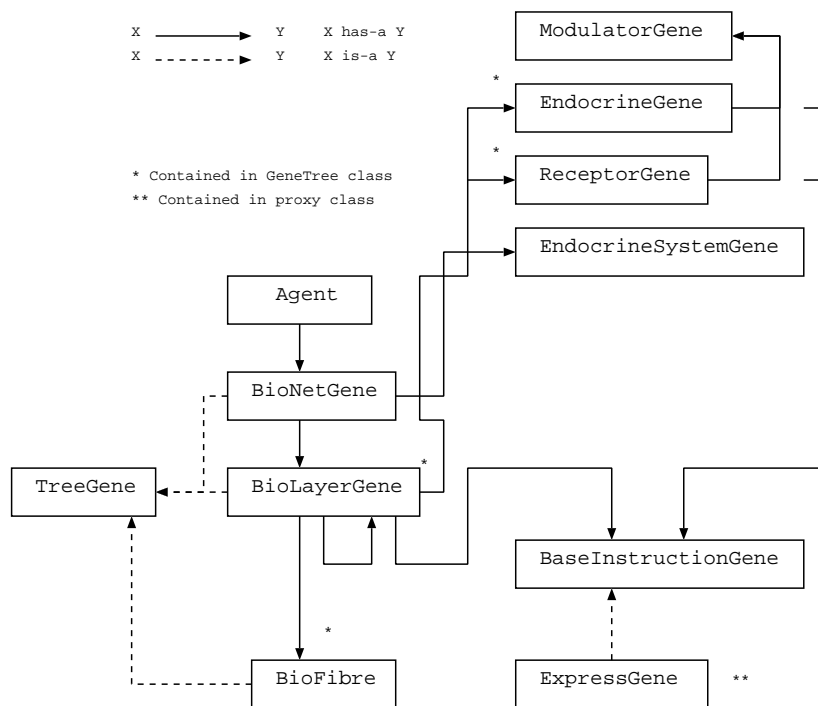 X Y X has-a Y
X Y X is-a Y
ModulatorGene
*
EndocrineGene
* Contained in GeneTree class
** Contained in proxy class
*
ReceptorGene
EndocrineSystemGene
Agent
BioNetGene
TreeGene
BioLayerGene
*
BaseInstructionGene
*
BioFibre
ExpressGene
**